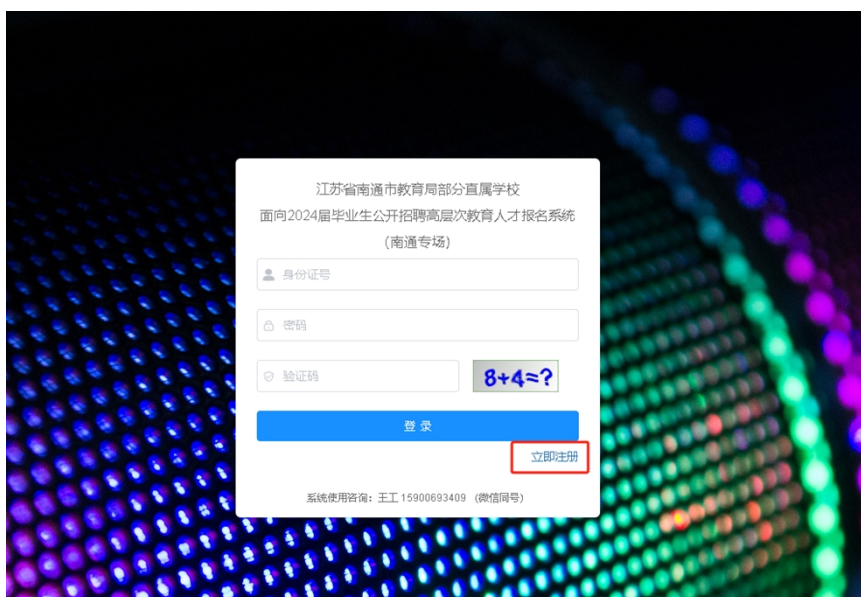 江苏省南通市教育局部分直属学校
面向2024届毕业生公开招聘高层次教育人才报名系统
（南通专场）
身份证号
密码
验证码
8+4=?
登 录
立即注册
系统使用咨询：王工 15900693409 （微信同号）